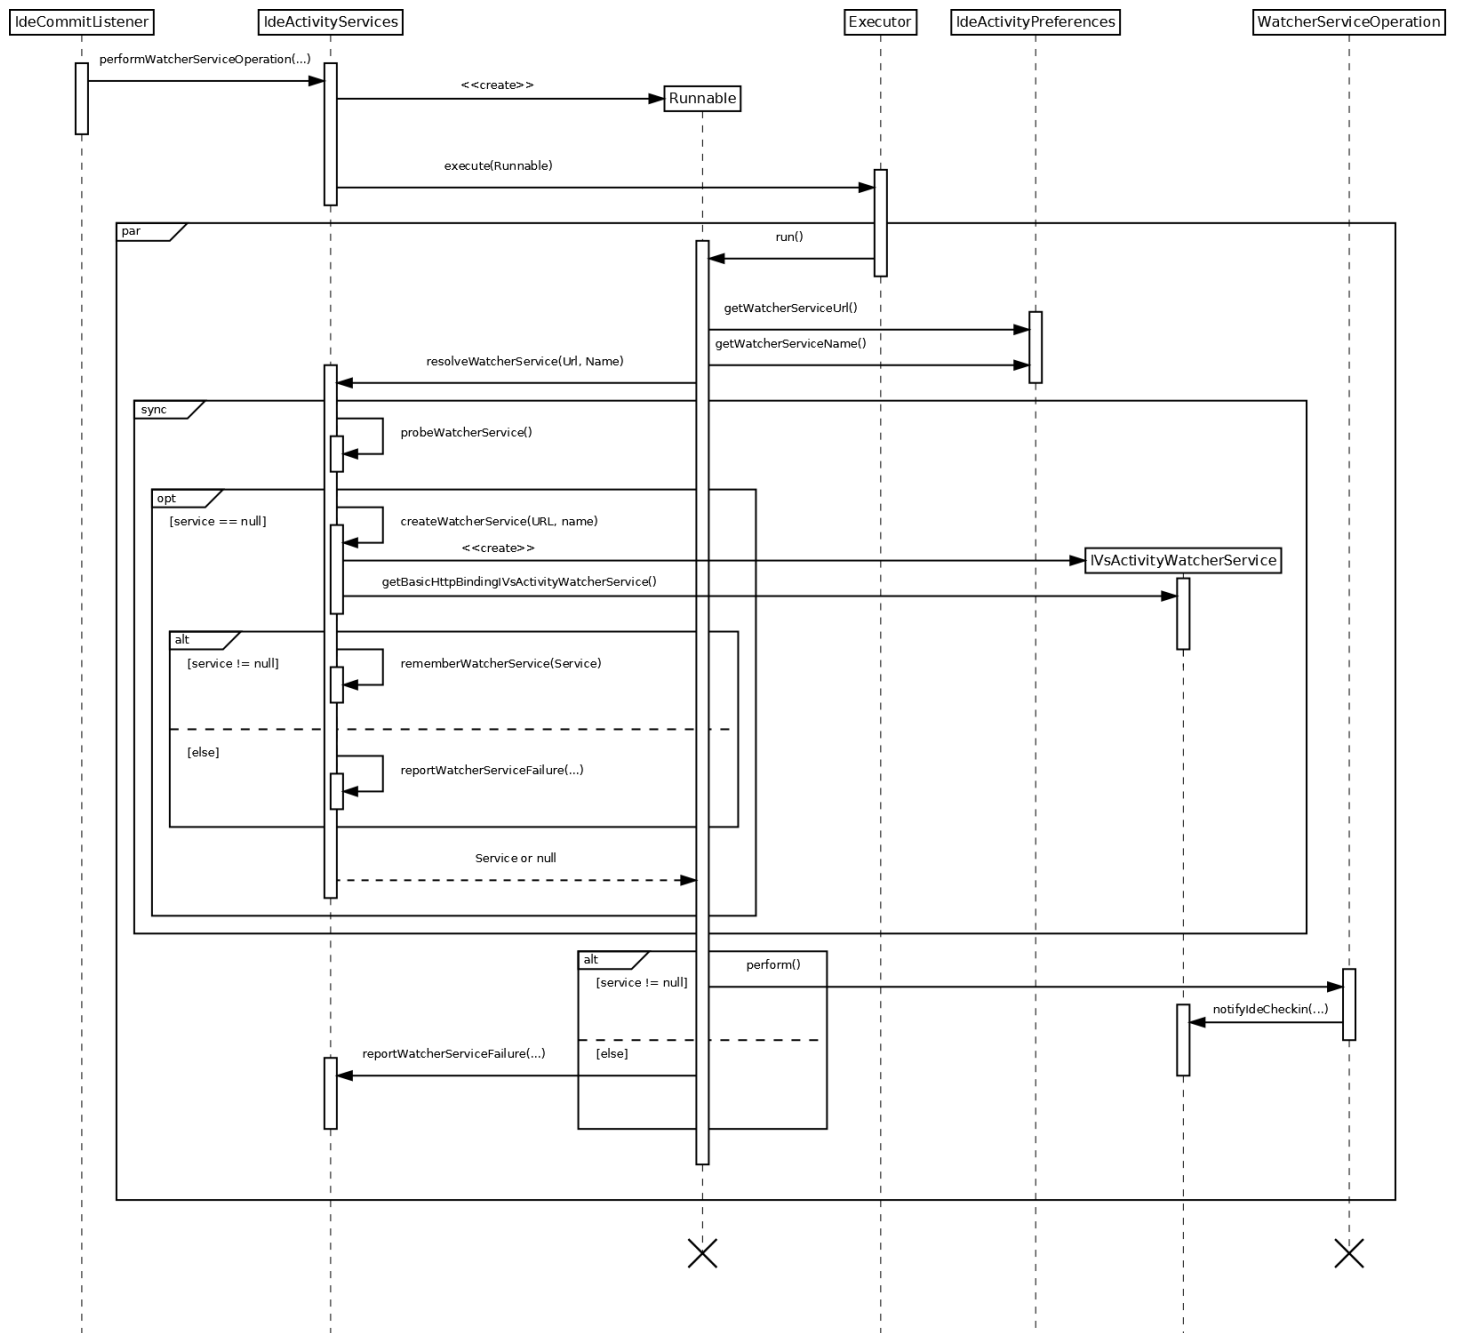 IdeCommitListener
IdeActivityServices
Executor
IdeActivityPreferences
WatcherServiceOperation
performWatcherServiceOperation(...)
<<create>>
Runnable
execute(Runnable)
par
run()
getWatcherServiceUrl()
getWatcherServiceName()
resolveWatcherService(Url, Name)
sync
probeWatcherService()
opt
[service == null]
createWatcherService(URL, name)
<<create>>
IVsActivityWatcherService
getBasicHttpBindingIVsActivityWatcherService()
alt
[service != null]
rememberWatcherService(Service)
[else]
reportWatcherServiceFailure(...)
Service or null
alt
perform()
[service != null]
notifyIdeCheckin(...)
reportWatcherServiceFailure(...)
[else]